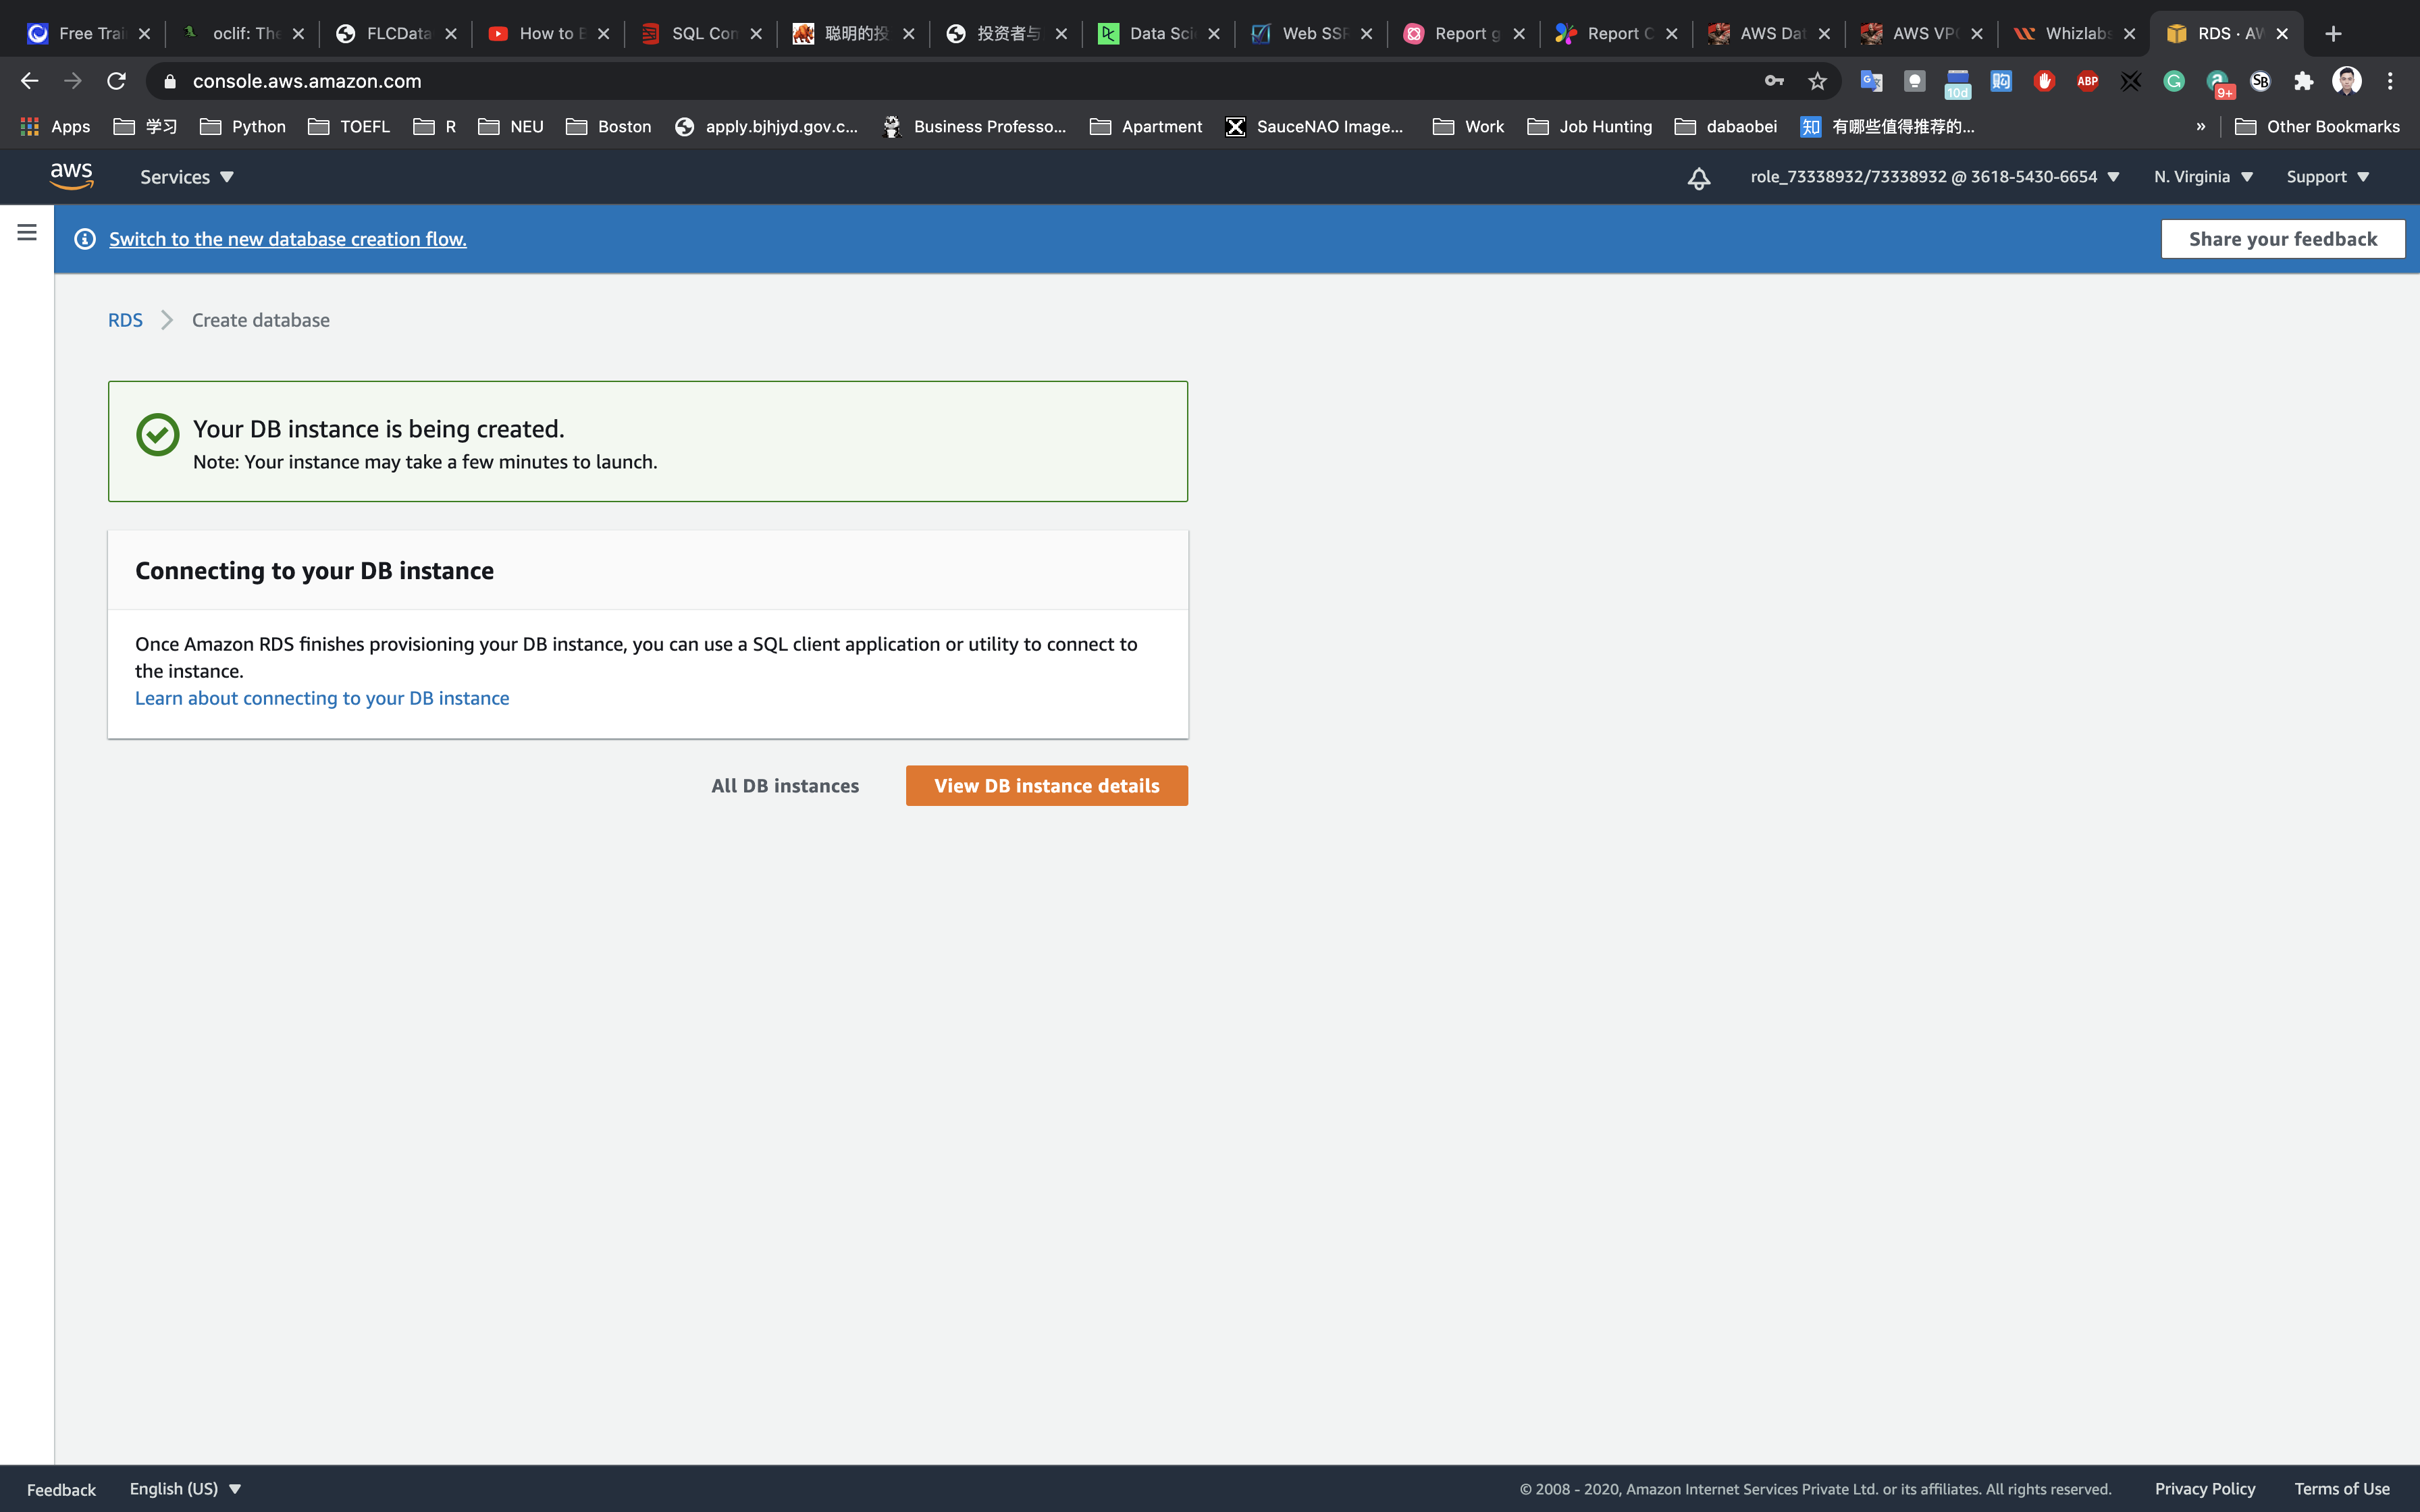 Free Trai
oclif: The
FLCData
How to E
SQL Con
聪明的投
投资者与
Data Scie
Web SSR
Report g
Report C
AWS Dat
AWS VPC
Whizlabs
RDS · AW
console.aws.amazon.com
10d
购
ABP
9+
SB
Apps
学习
Python
TOEFL
R
NEU
Boston
apply.bjhjyd.gov.c...
Business Professo...
Apartment
SauceNAO Image...
Work
Job Hunting
dabaobei
知
有哪些值得推荐的...
»
Other Bookmarks
aws
Services
role_73338932/73338932 @ 3618-5430-6654
N. Virginia
Support
Switch to the new database creation flow.
Share your feedback
RDS
Create database
Your DB instance is being created.
Note: Your instance may take a few minutes to launch.
Connecting to your DB instance
Once Amazon RDS finishes provisioning your DB instance, you can use a SQL client application or utility to connect to
the instance.
Learn about connecting to your DB instance
All DB instances
View DB instance details
Feedback
English (US)
© 2008 - 2020, Amazon Internet Services Private Ltd. or its affiliates. All rights reserved.
Privacy Policy
Terms of Use